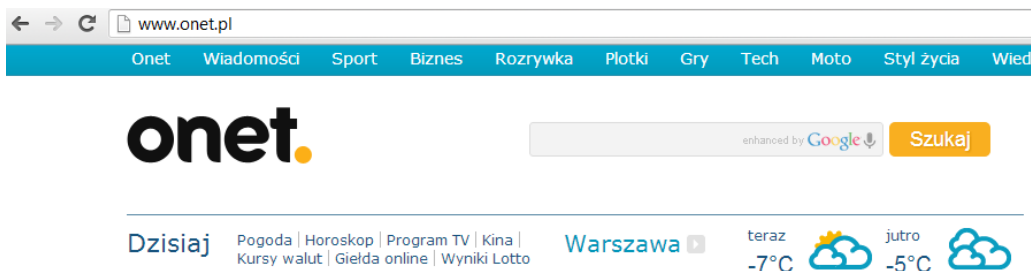 www.onet.pl
Onet Wiadomości Sport Biznes Rozrywka Plotki Gry Tech Moto Styl życia Wied
onet.
enhanced by Google Szukaj
Dzisiaj Pogoda | Horoskop | Program TV | Kina |
Kursy walut | Giełda online | Wyniki Lotto
Warszawa
teraz
-7°C
jutro
-5°C